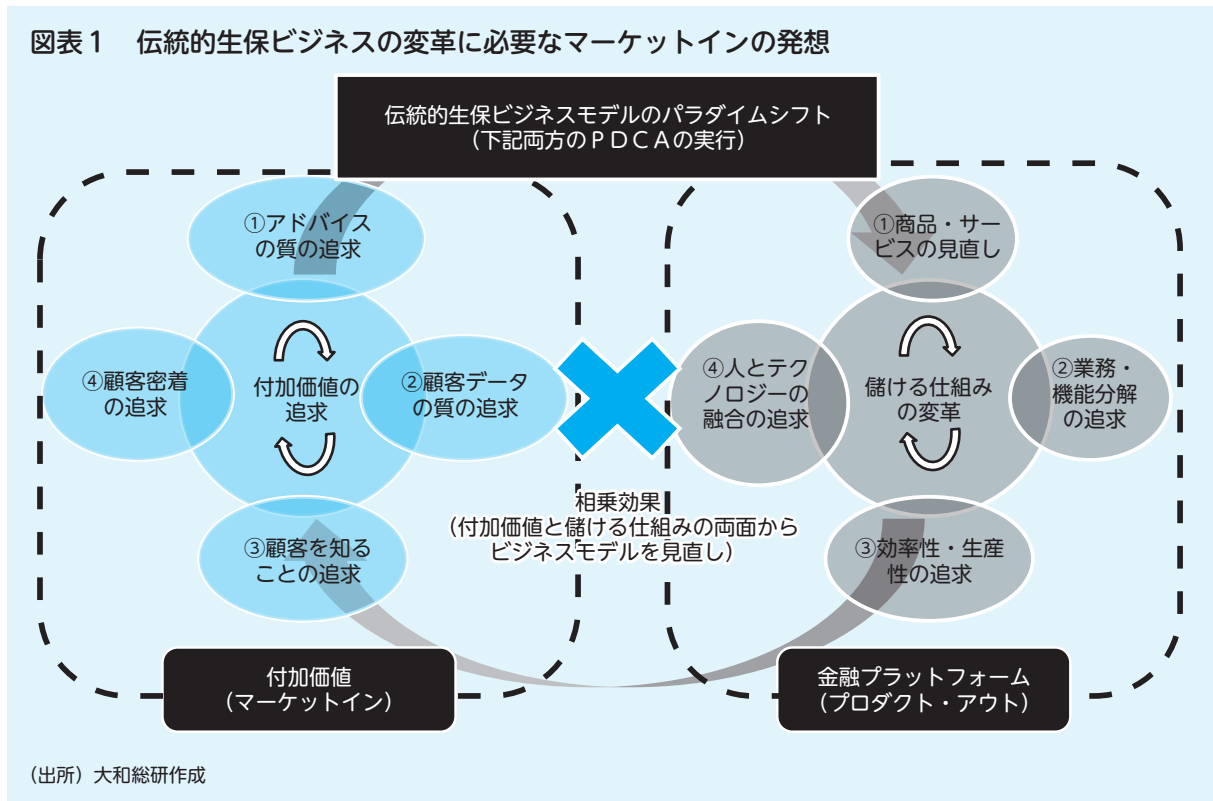 図表1 伝統的生保ビジネスの変革に必要なマーケットインの発想
伝統的生保ビジネスモデルのパラダイムシフト
(下記両方のPDCAの実行)
①アドバイス
の質の追求
④顧客密着
の追求
付加価値の
追求
②顧客データ
の質の追求
③顧客を知る
ことの追求
①商品・サー
ビスの見直し
④人とテク
ノロジーの
融合の追求
儲ける仕組み
の変革
②業務・
機能分解
の追求
③効率性・生産
性の追求
相乗効果
(付加価値と儲ける仕組みの両面から
ビジネスモデルを見直し)
付加価値
(マーケットイン)
金融プラットフォーム
(プロダクト・アウト)
(出所)大和総研作成